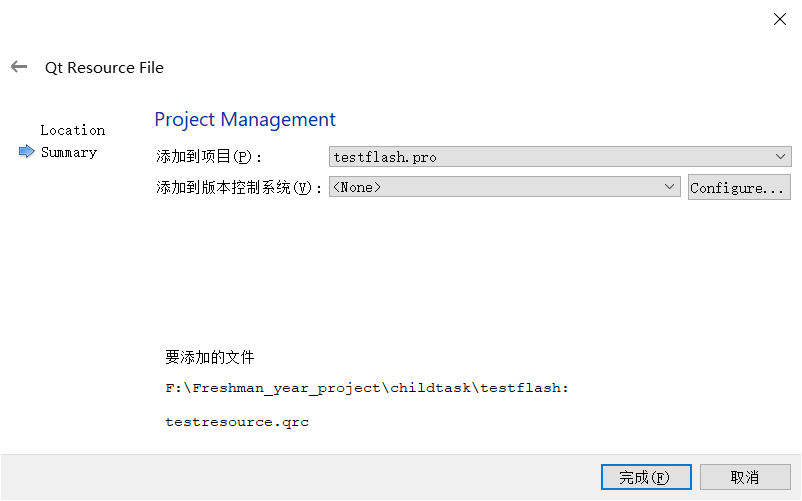 Qt Resource File
Location
Summary
Project Management
添加到项目(P)：
testflash.pro
添加到版本控制系统(V)：
<None>
Configure...
要添加的文件
F:\Freshman_year_project\childtask\testflash:
testresource.qrc
完成(F)
取消